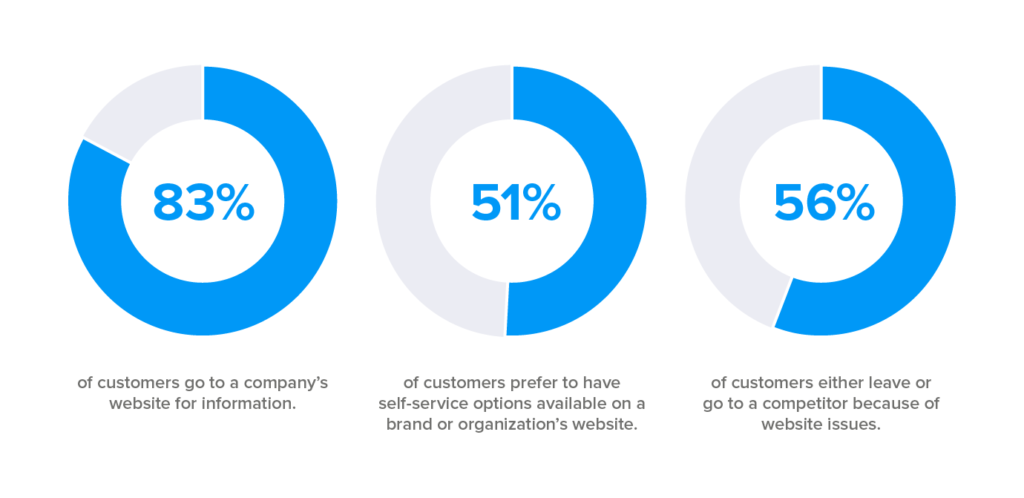 83%
51%
56%
of customers go to a company’s
website for information.
of customers prefer to have
self-service options available on a
brand or organization’s website.
of customers either leave or
go to a competitor because of
website issues.